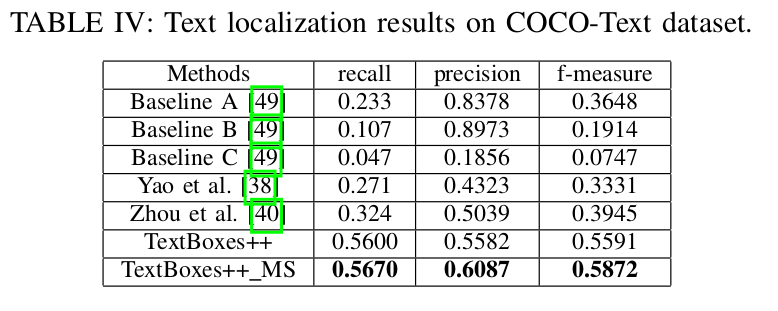 TABLE IV: Text localization results on COCO-Text dataset.
Methods recall precision f-measure
Baseline A [49] 0.233 0.8378 0.3648
Baseline B [49] 0.107 0.8973 0.1914
Baseline C [49] 0.047 0.1856 0.0747
Yao et al. [38] 0.271 0.4323 0.3331
Zhou et al. [40] 0.324 0.5039 0.3945
TextBoxes++ 0.5600 0.5582 0.5591
TextBoxes++_MS 0.5670 0.6087 0.5872